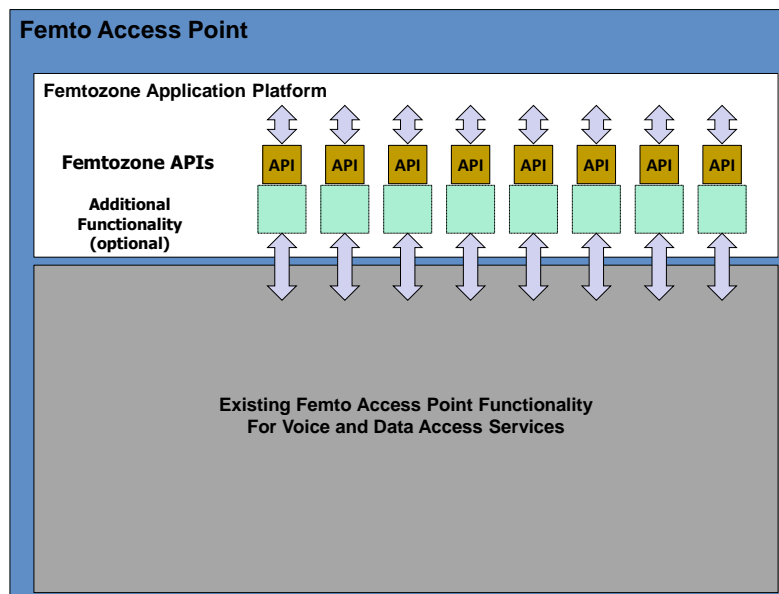 Femto Access Point
Femtozone Application Platform
Femtozone APIs
API API API API API API API API
Additional
Functionality
(optional)
Existing Femto Access Point Functionality
For Voice and Data Access Services